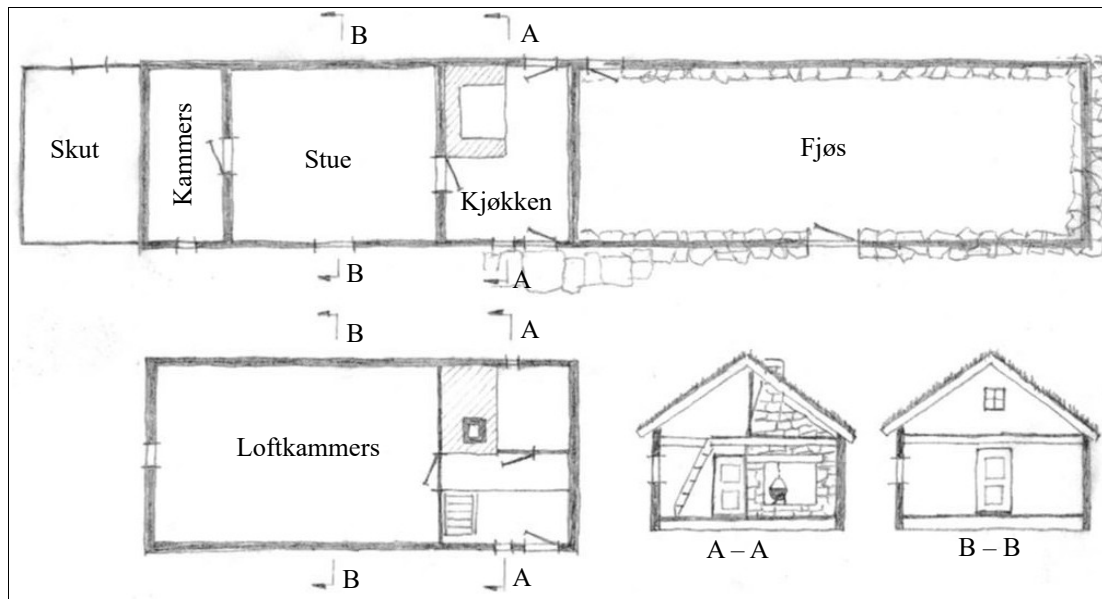 B
A
Skut
Kammers
Stue
Kjøkken
Fjøs
B
A
B
A
Loftkammers
B
A
A – A
B – B